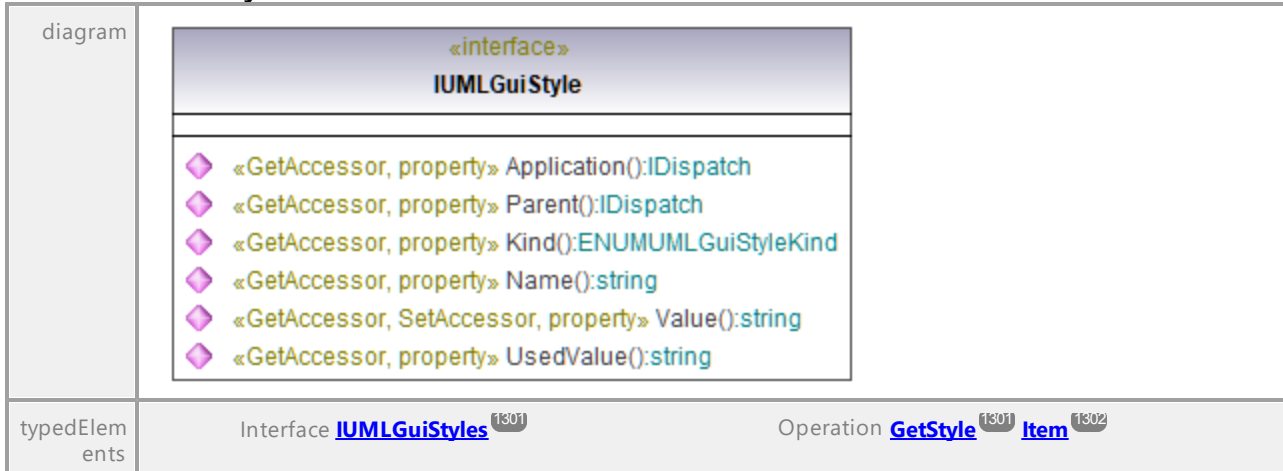 diagram
«interface»
IUMLGuiStyle
«GetAccessor, property» Application():IDispatch
«GetAccessor, property» Parent():IDispatch
«GetAccessor, property» Kind():ENUMUMLGuiStyleKind
«GetAccessor, property» Name():string
«GetAccessor, SetAccessor, property» Value():string
«GetAccessor, property» UsedValue():string
typedElem
ents
Interface IUMLGuiStyles 1301 Operation GetStyle 1301 Item 1302